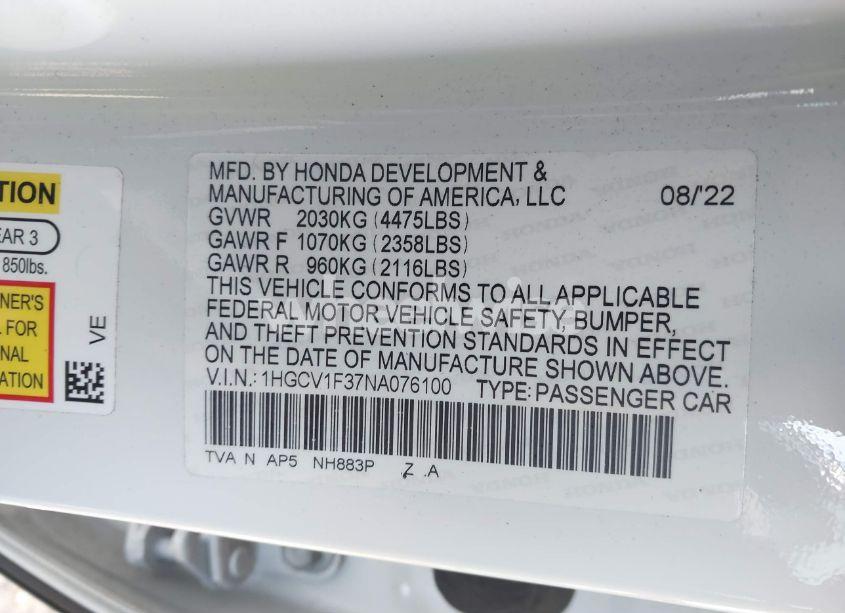 TION
EAR 3
850lbs.
NER'S
L FOR
NAL
ATION
VE
MFD. BY HONDA DEVELOPMENT &
MANUFACTURING OF AMERICA, LLC 08/'22
GVWR 2030KG (4475LBS)
GAWR F 1070KG (2358LBS)
GAWR R 960KG (2116LBS)
THIS VEHICLE CONFORMS TO ALL APPLICABLE
FEDERAL MOTOR VEHICLE SAFETY, BUMPER,
AND THEFT PREVENTION STANDARDS IN EFFECT
ON THE DATE OF MANUFACTURE SHOWN ABOVE.
V.I.N.: 1HGCV1F37NA076100 TYPE: PASSENGER CAR
TVA N AP5 NH883P Z .A